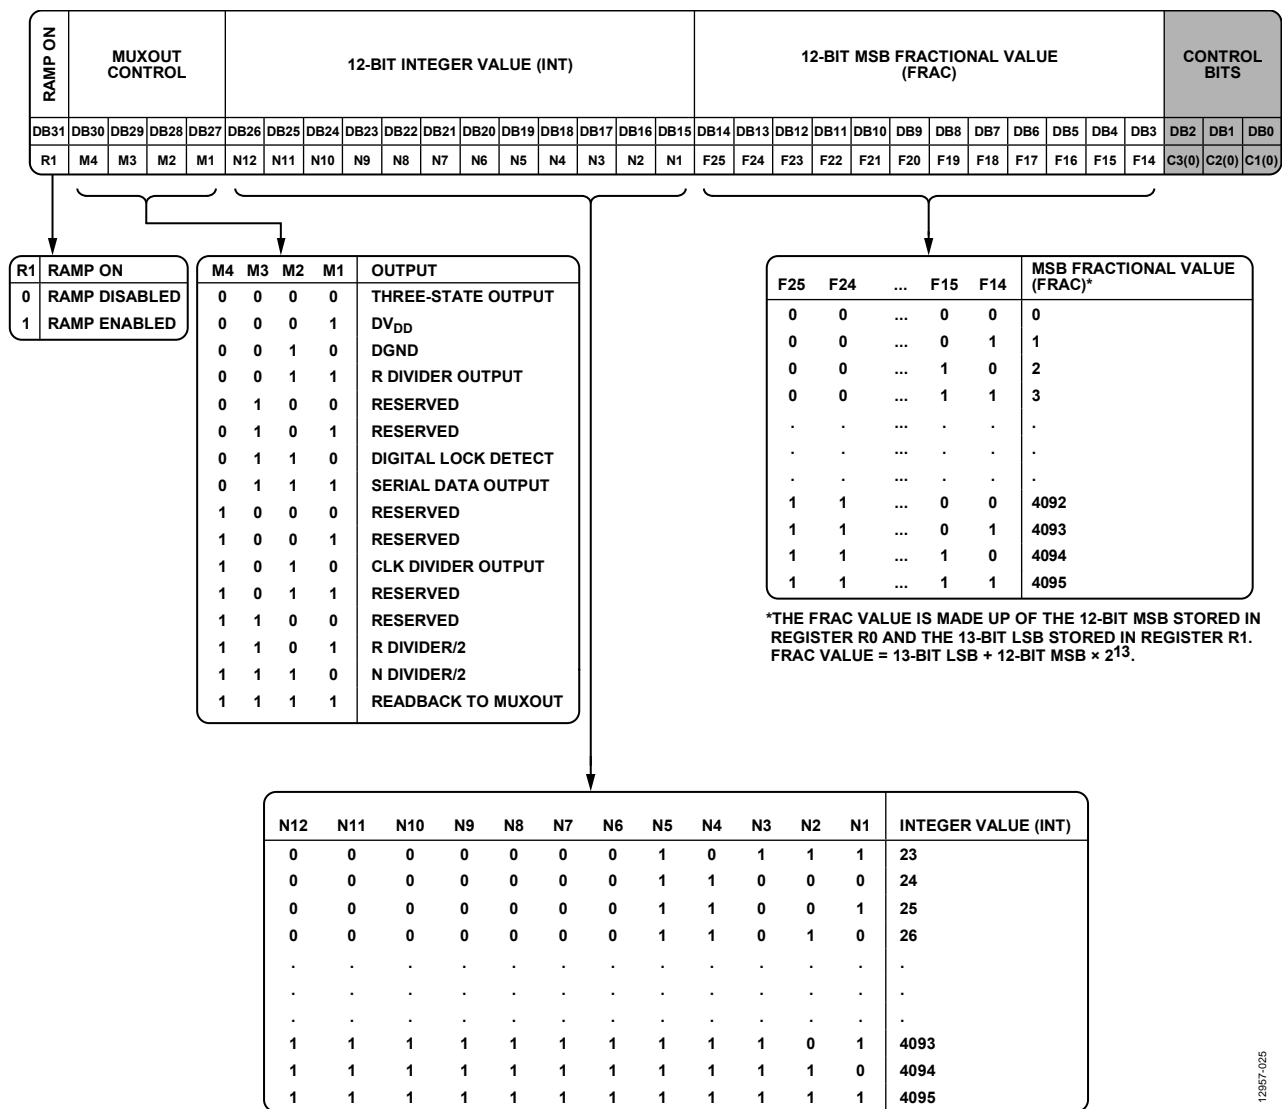 RAMP ON
MUXOUT
CONTROL
12-BIT INTEGER VALUE (INT)
12-BIT MSB FRACTIONAL VALUE
(FRAC)
CONTROL
BITS
DB31 DB30 DB29 DB28 DB27 DB26 DB25 DB24 DB23 DB22 DB21 DB20 DB19 DB18 DB17 DB16 DB15 DB14 DB13 DB12 DB11 DB10 DB9 DB8 DB7 DB6 DB5 DB4 DB3 DB2 DB1 DB0
R1 M4 M3 M2 M1 N12 N11 N10 N9 N8 N7 N6 N5 N4 N3 N2 N1 F25 F24 F23 F22 F21 F20 F19 F18 F17 F16 F15 F14 C3(0) C2(0) C1(0)
R1 RAMP ON
0 RAMP DISABLED
1 RAMP ENABLED
M4 M3 M2 M1 OUTPUT
0 0 0 0 THREE-STATE OUTPUT
0 0 0 1 DVDD
0 0 1 0 DGND
0 0 1 1 R DIVIDER OUTPUT
0 1 0 0 RESERVED
0 1 0 1 RESERVED
0 1 1 0 DIGITAL LOCK DETECT
0 1 1 1 SERIAL DATA OUTPUT
1 0 0 0 RESERVED
1 0 0 1 RESERVED
1 0 1 0 CLK DIVIDER OUTPUT
1 0 1 1 RESERVED
1 1 0 0 RESERVED
1 1 0 1 R DIVIDER/2
1 1 1 0 N DIVIDER/2
1 1 1 1 READBACK TO MUXOUT
F25 F24 ... F15 F14 MSB FRACTIONAL VALUE
(FRAC)*
0 0 ... 0 0 0
0 0 ... 0 1 1
0 0 ... 1 0 2
0 0 ... 1 1 3
. . ... . . .
. . ... . . .
. . ... . . .
1 1 ... 0 0 4092
1 1 ... 0 1 4093
1 1 ... 1 0 4094
1 1 ... 1 1 4095
*THE FRAC VALUE IS MADE UP OF THE 12-BIT MSB STORED IN
REGISTER R0 AND THE 13-BIT LSB STORED IN REGISTER R1.
FRAC VALUE = 13-BIT LSB + 12-BIT MSB × 2¹³.
N12 N11 N10 N9 N8 N7 N6 N5 N4 N3 N2 N1 INTEGER VALUE (INT)
0 0 0 0 0 0 0 1 0 1 1 1 23
0 0 0 0 0 0 0 1 1 0 0 0 24
0 0 0 0 0 0 0 1 1 0 0 1 25
0 0 0 0 0 0 0 1 1 0 1 0 26
. . . . . . . . . . . . .
. . . . . . . . . . . . .
. . . . . . . . . . . . .
1 1 1 1 1 1 1 1 1 1 0 1 4093
1 1 1 1 1 1 1 1 1 1 1 0 4094
1 1 1 1 1 1 1 1 1 1 1 1 4095
12957-025